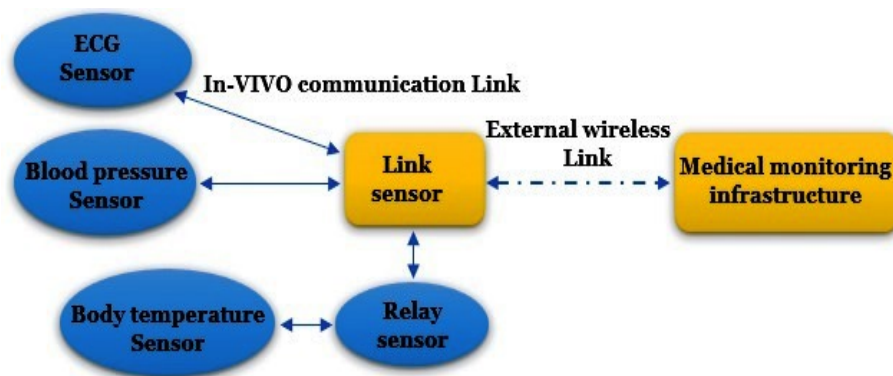 ECG
Sensor
In-VIVO communication Link
External wireless
Link
Blood pressure
Sensor
Link
sensor
Medical monitoring
infrastructure
Body temperature
Sensor
Relay
sensor